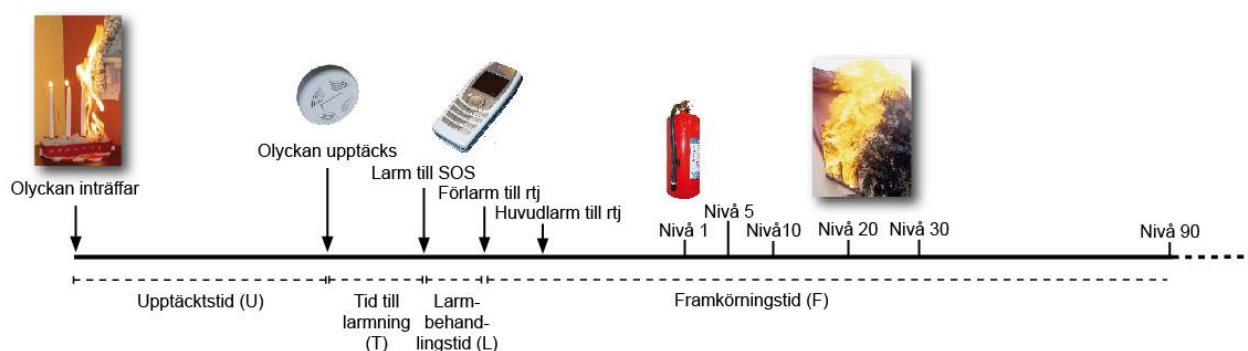 Olyckan inträffar
Olyckan upptäcks
Larm till SOS
Förlarm till rtj
Huvudlarm till rtj
Nivå 1
Nivå 5
Nivå10
Nivå 20
Nivå 30
Nivå 90
Upptäcktstid (U)
Tid till
larmning
(T)
Larm-
behand-
lingstid (L)
Framkörningstid (F)